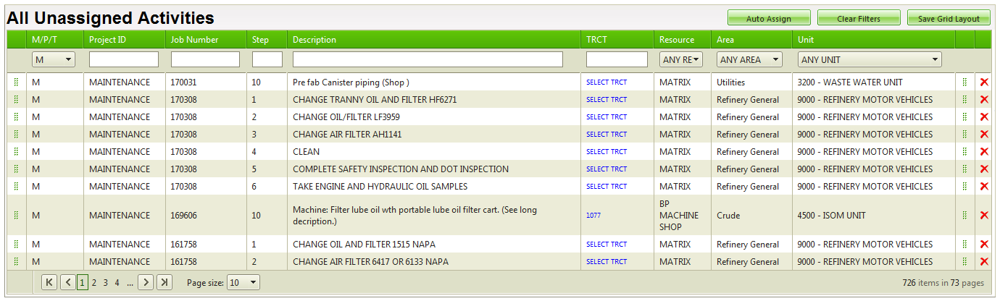 All Unassigned Activities Auto Assign Clear Filters Save Grid Layout
M/P/T Project ID Job Number Step Description TRCT Resource Area Unit
M ANY RE ANY AREA ANY UNIT
M MAINTENANCE 170031 10 Pre fab Canister piping (Shop ) SELECT TRCT MATRIX Utilities 3200 - WASTE WATER UNIT
M MAINTENANCE 170308 1 CHANGE TRANNY OIL AND FILTER HF6271 SELECT TRCT MATRIX Refinery General 9000 - REFINERY MOTOR VEHICLES
M MAINTENANCE 170308 2 CHANGE OIL/FILTER LF3959 SELECT TRCT MATRIX Refinery General 9000 - REFINERY MOTOR VEHICLES
M MAINTENANCE 170308 3 CHANGE AIR FILTER AH1141 SELECT TRCT MATRIX Refinery General 9000 - REFINERY MOTOR VEHICLES
M MAINTENANCE 170308 4 CLEAN SELECT TRCT MATRIX Refinery General 9000 - REFINERY MOTOR VEHICLES
M MAINTENANCE 170308 5 COMPLETE SAFETY INSPECTION AND DOT INSPECTION SELECT TRCT MATRIX Refinery General 9000 - REFINERY MOTOR VEHICLES
M MAINTENANCE 170308 6 TAKE ENGINE AND HYDRAULIC OIL SAMPLES SELECT TRCT MATRIX Refinery General 9000 - REFINERY MOTOR VEHICLES
M MAINTENANCE 169606 10 Machine: Filter lube oil wth portable lube oil filter cart. (See long
decription.) 1077 BP
MACHINE
SHOP Crude 4500 - ISOM UNIT
M MAINTENANCE 161758 1 CHANGE OIL AND FILTER 1515 NAPA SELECT TRCT MATRIX Refinery General 9000 - REFINERY MOTOR VEHICLES
M MAINTENANCE 161758 2 CHANGE AIR FILTER 6417 OR 6133 NAPA SELECT TRCT MATRIX Refinery General 9000 - REFINERY MOTOR VEHICLES
1 2 3 4 ... Page size: 10 726 items in 73 pages